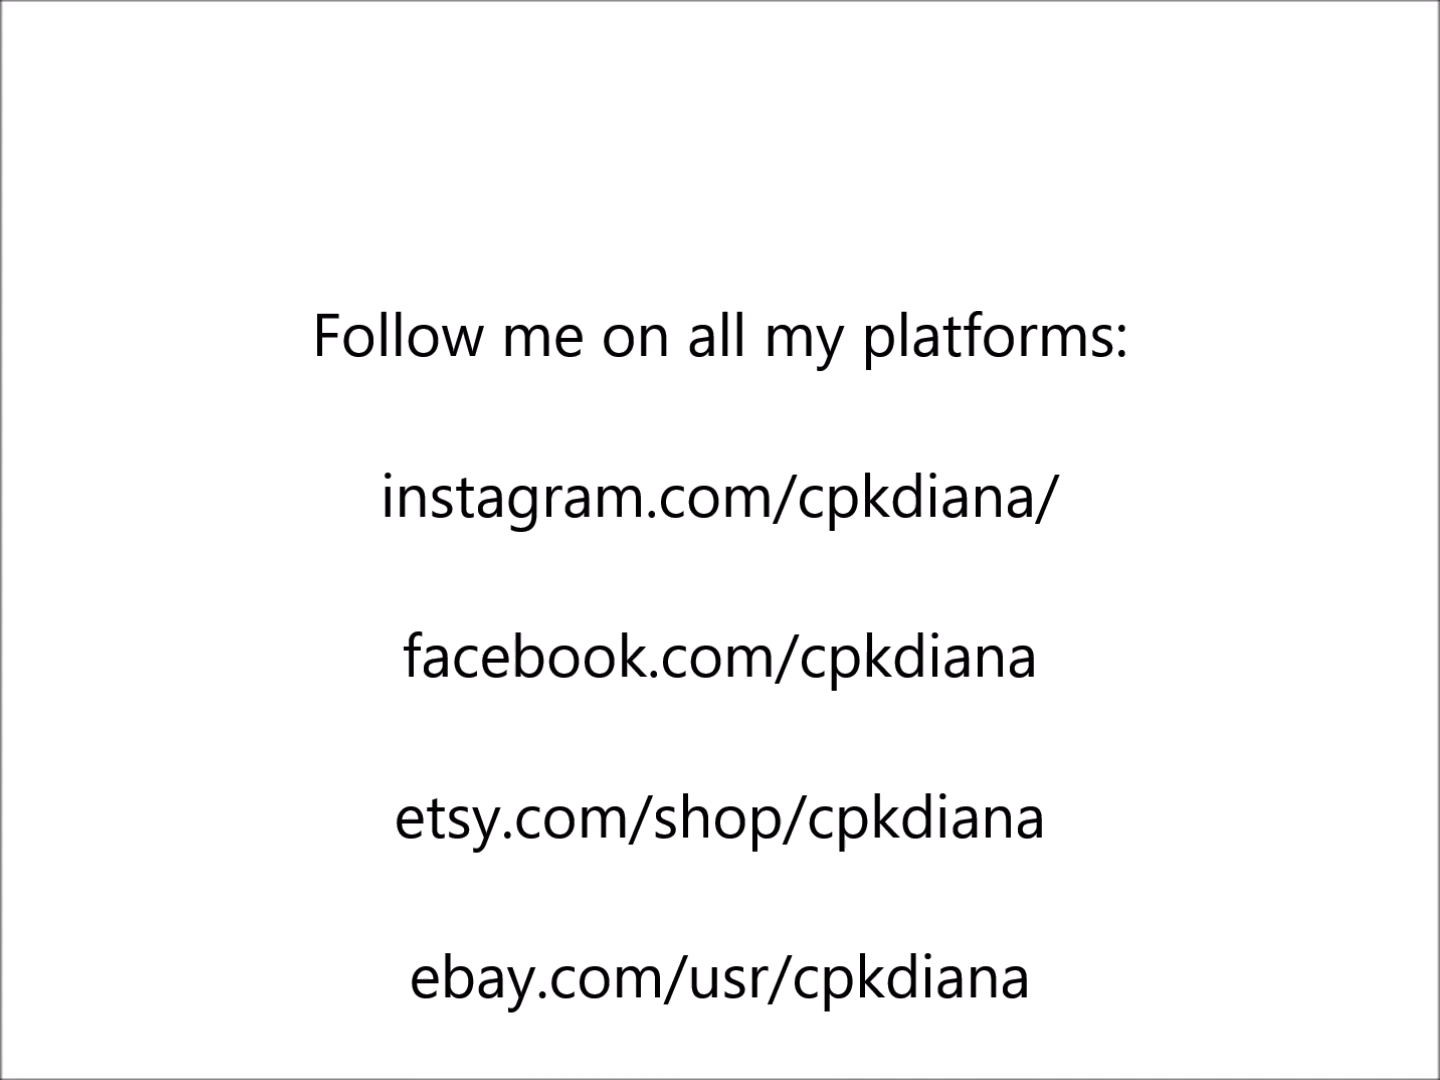 Follow me on all my platforms:
instagram.com/cpkdiana/
facebook.com/cpkdiana
etsy.com/shop/cpkdiana
ebay.com/usr/cpkdiana